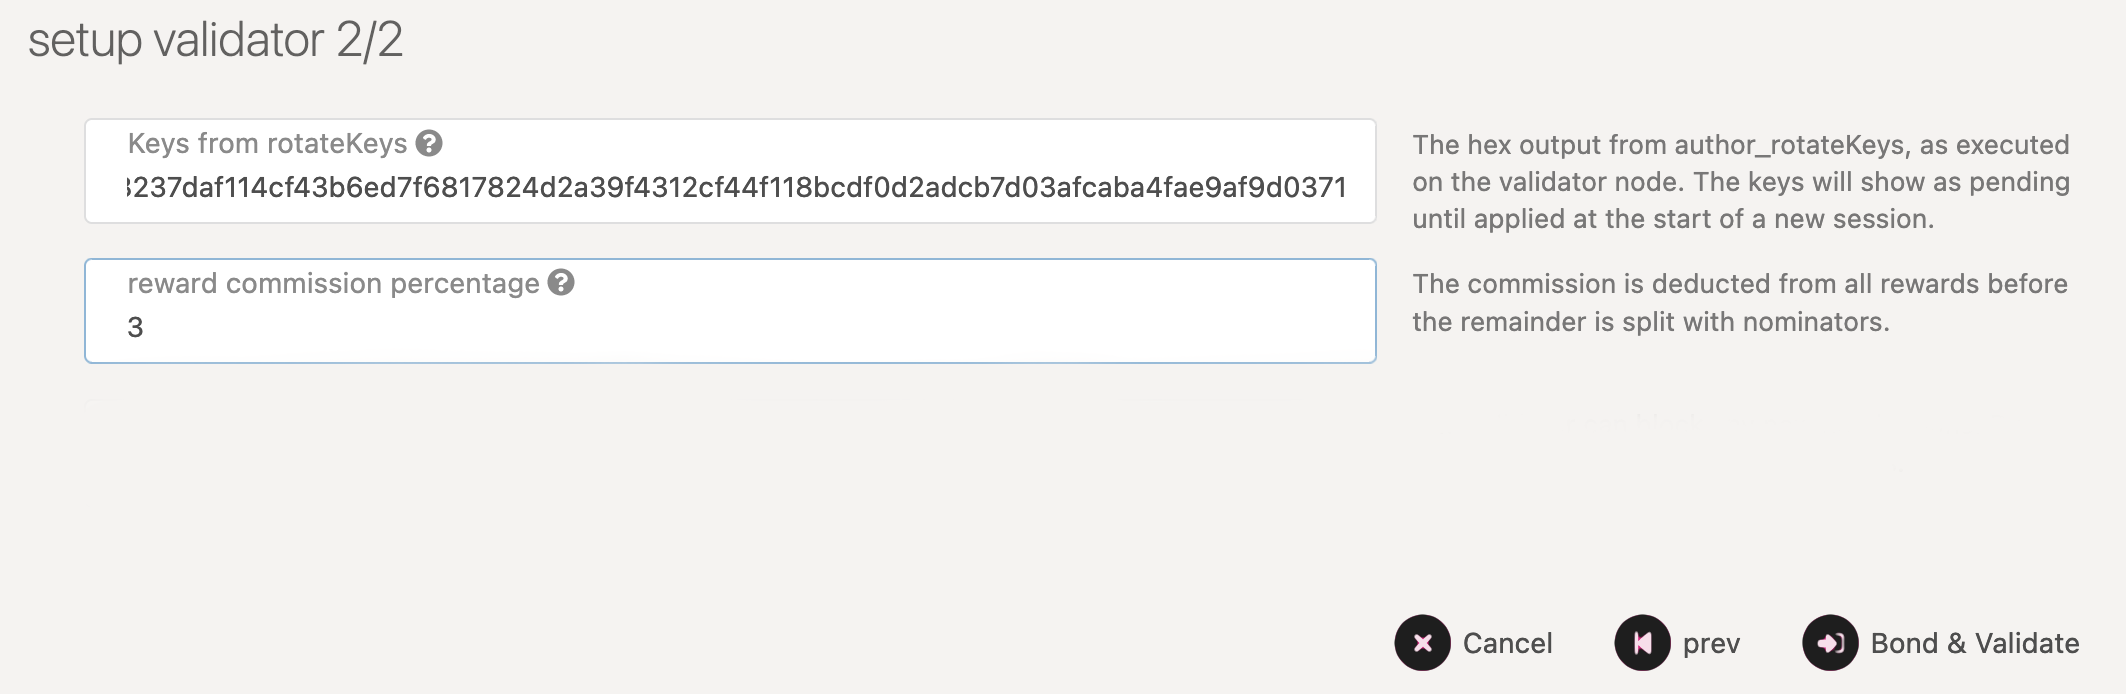 setup validator 2/2
Keys from rotateKeys
3237daf114cf43b6ed7f6817824d2a39f4312cf44f118bcdf0d2adcb7d03afcaba4fae9af9d0371
The hex output from author_rotateKeys, as executed
on the validator node. The keys will show as pending
until applied at the start of a new session.
reward commission percentage
3
The commission is deducted from all rewards before
the remainder is split with nominators.
Cancel
prev
Bond & Validate